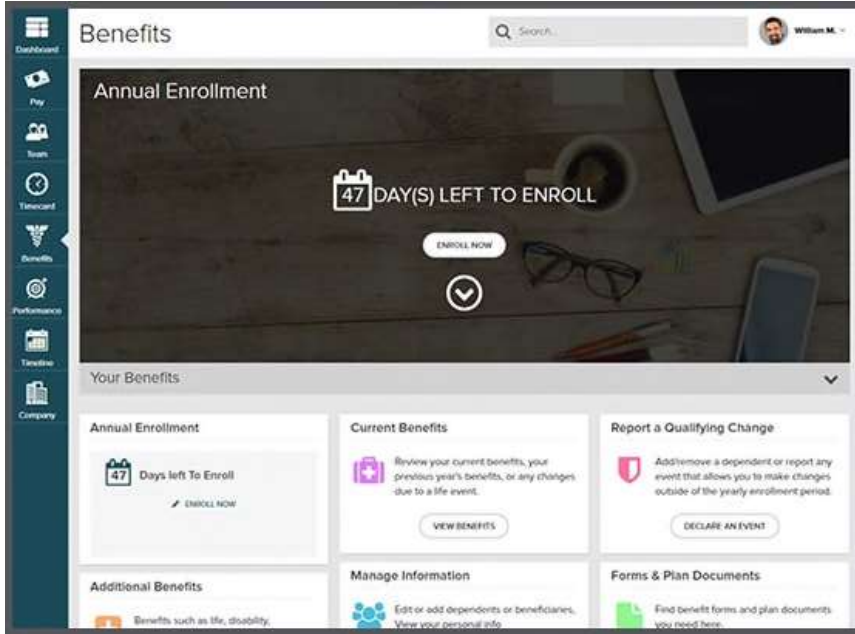 Dashboard
Pay
Team
Timecard
Benefits
Performance
Timeline
Company
Benefits
Search...
William M.
Annual Enrollment
47 DAY(S) LEFT TO ENROLL
ENROLL NOW
Your Benefits
Annual Enrollment
47 Days left To Enroll
ENROLL NOW
Current Benefits
Review your current benefits, your
previous year's benefits, or any changes
due to a life event.
VIEW BENEFITS
Report a Qualifying Change
Add/remove a dependent or report any
event that allows you to make changes
outside of the yearly enrollment period.
DECLARE AN EVENT
Additional Benefits
Benefits such as life, disability,
Manage Information
Edit or add dependents or beneficiaries,
View your personal info
Forms & Plan Documents
Find benefit forms and plan documents
you need here.